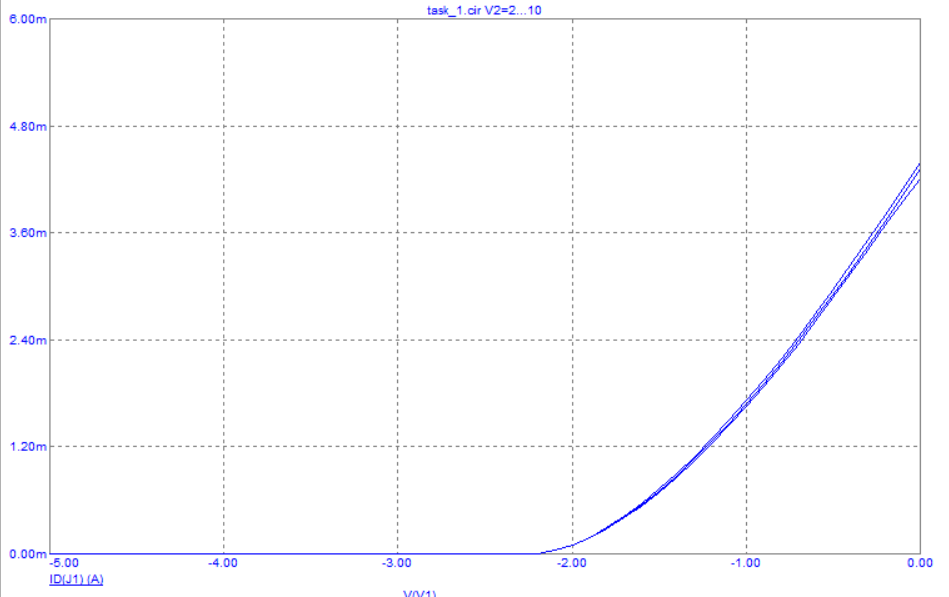 task_1.cir V2=2...10
6.00m
4.80m
3.60m
2.40m
1.20m
0.00m
-5.00 -4.00 -3.00 -2.00 -1.00 0.00
ID(J1) (A)
V(V1)